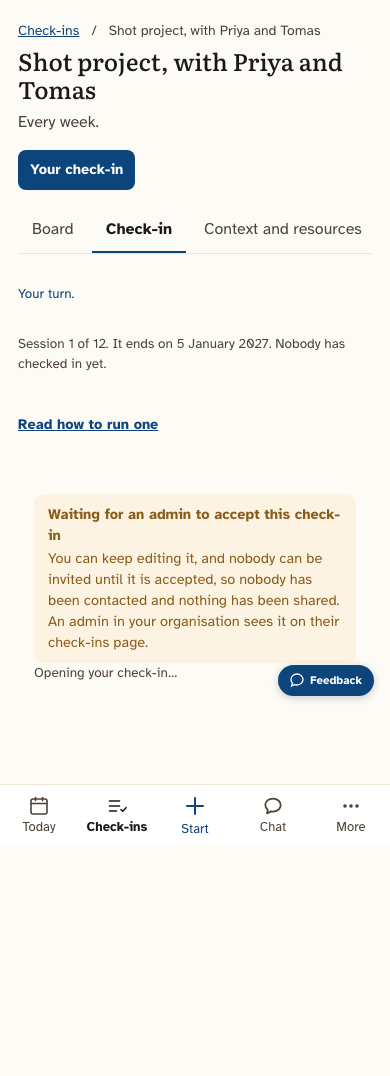 Check-ins / Shot project, with Priya and Tomas
Shot project, with Priya and
Tomas
Every week.
Your check-in
Board Check-in Context and resources
Your turn.
Session 1 of 12. It ends on 5 January 2027. Nobody has
checked in yet.
Read how to run one
Waiting for an admin to accept this check-
in
You can keep editing it, and nobody can be
invited until it is accepted, so nobody has
been contacted and nothing has been shared.
An admin in your organisation sees it on their
check-ins page.
Opening your check-in...
Feedback
Today Check-ins Start Chat More